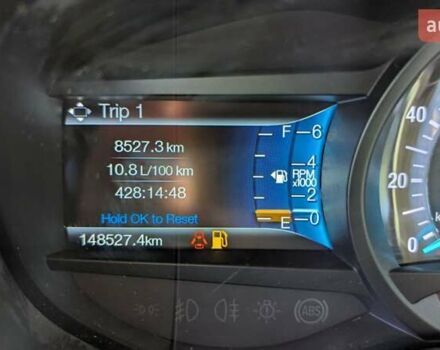 Trip 1
8527.3 km
10.8 L/100 km
428:14:48
Hold OK to Reset
148527.4km
F
E
6
4
RPM
x1000
2
0
40
20
0
ABS